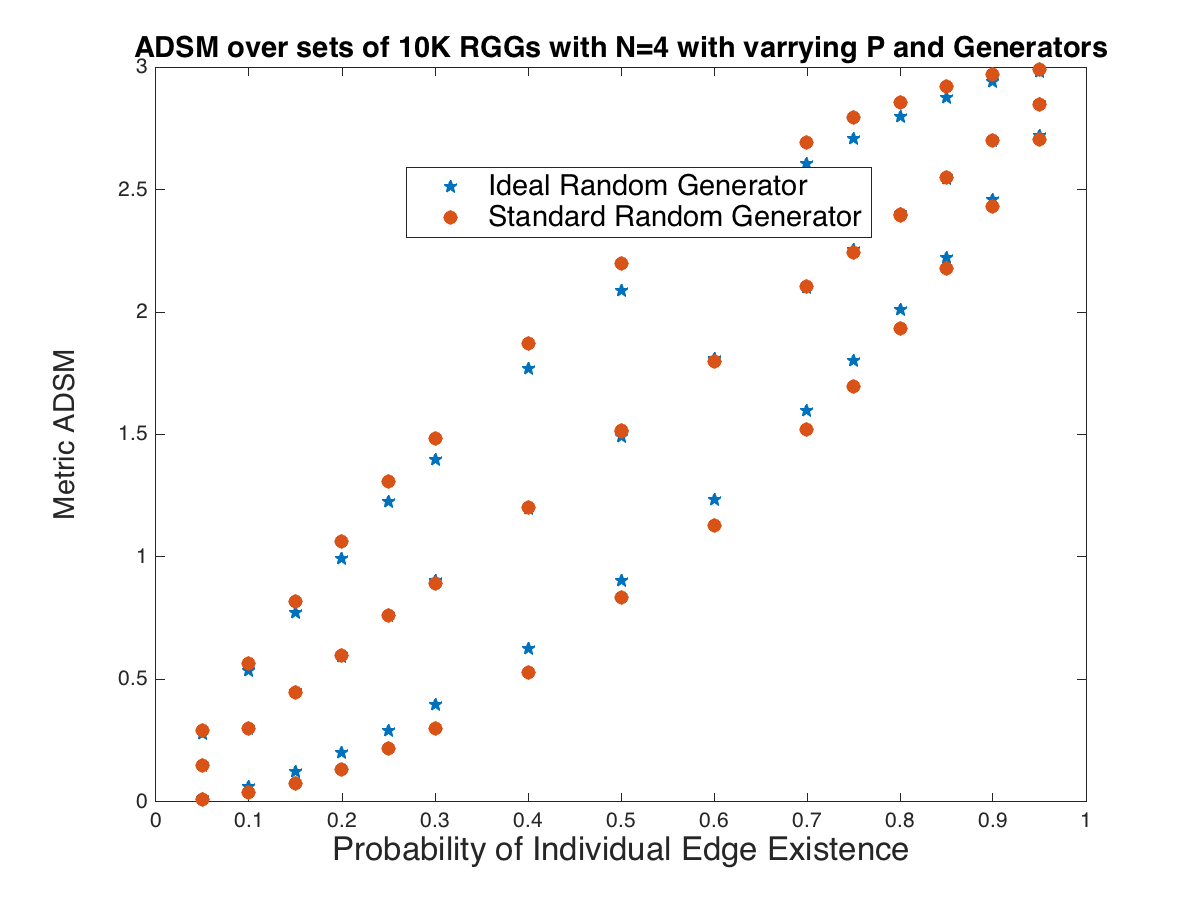 ADSM over sets of 10K RGGs with N=4 with varrying P and Generators
3
2.5
2
1.5
1
0.5
0
Metric ADSM
Ideal Random Generator
Standard Random Generator
0 0.1 0.2 0.3 0.4 0.5 0.6 0.7 0.8 0.9 1
Probability of Individual Edge Existence